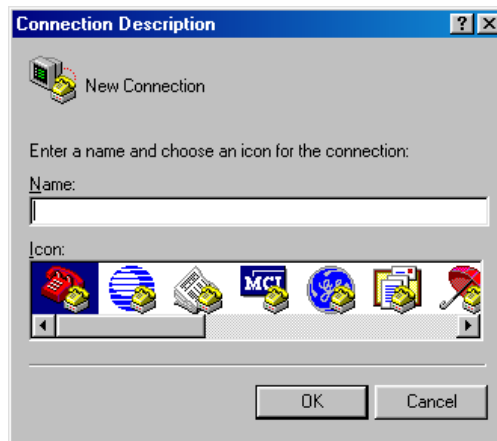 Connection Description
New Connection
Enter a name and choose an icon for the connection:
Name:
Icon:
MCI
OK
Cancel